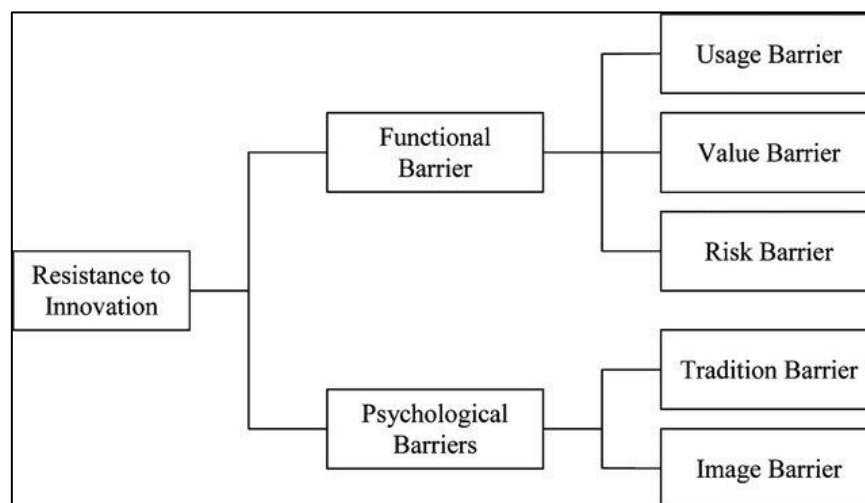 Usage Barrier
Functional
Barrier
Value Barrier
Risk Barrier
Resistance to
Innovation
Tradition Barrier
Psychological
Barriers
Image Barrier